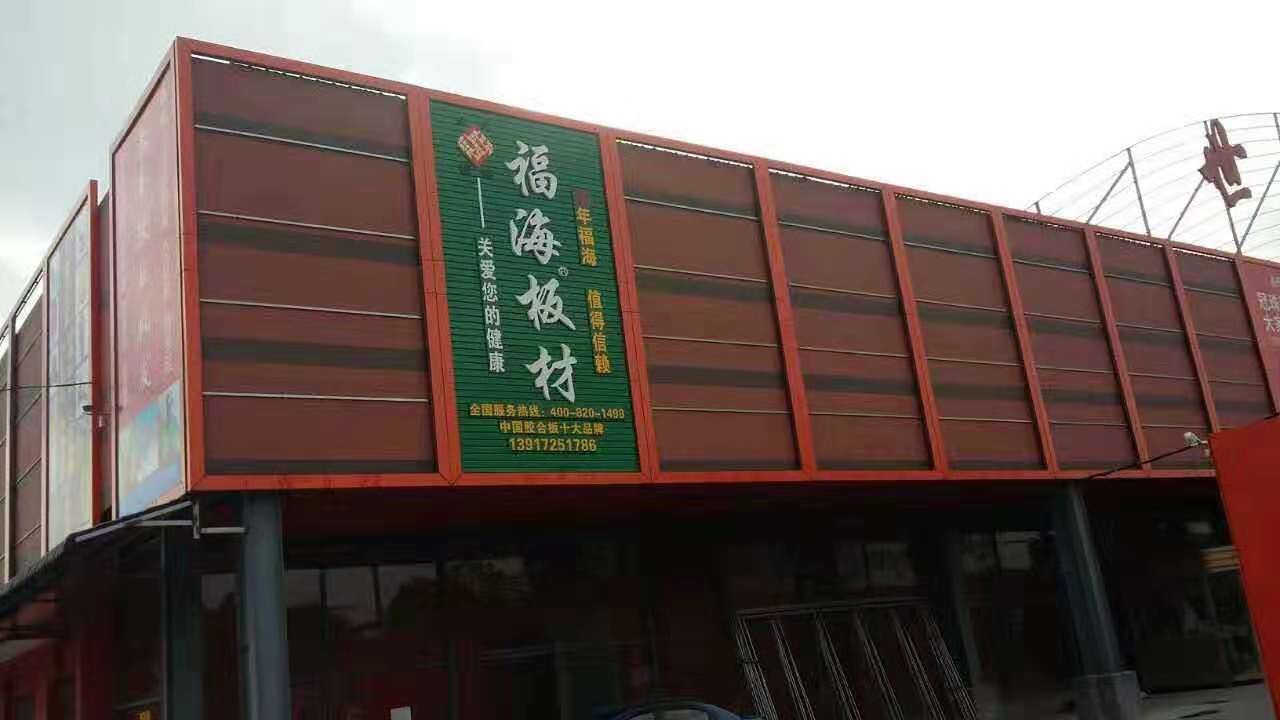 福海板材®
年福海 值得信赖
——关爱您的健康
全国服务热线：400-820-1498
中国胶合板十大品牌
13917251786